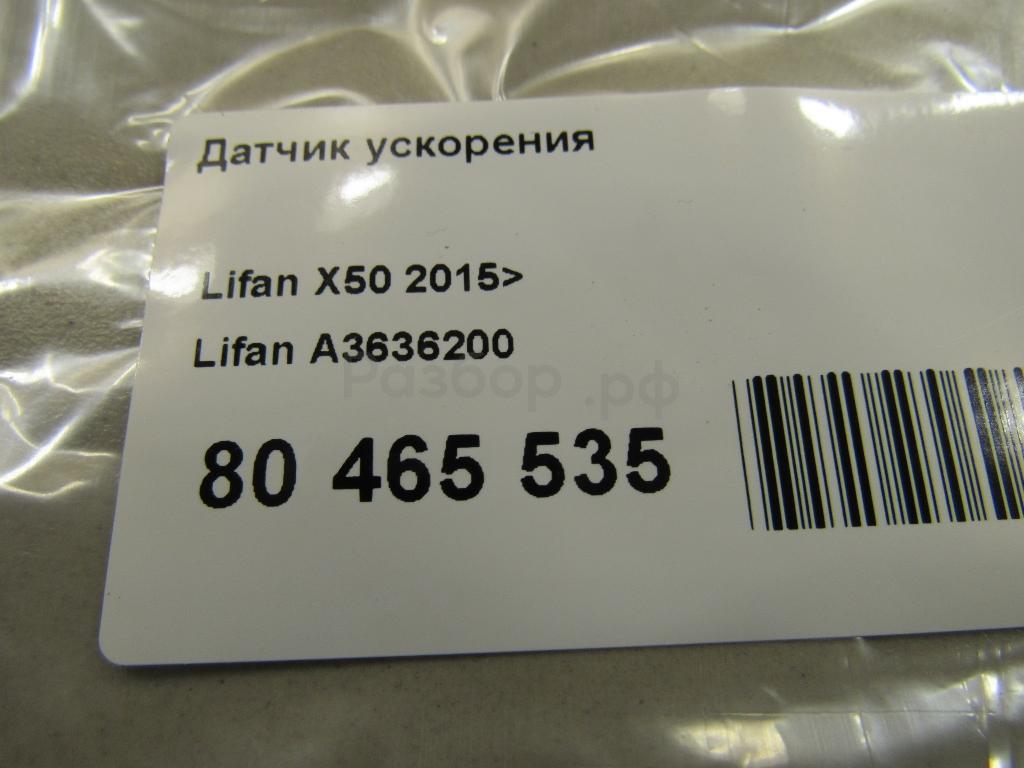 Датчик ускорения
Lifan X50 2015>
Lifan A3636200
Разбор.рф
80 465 535